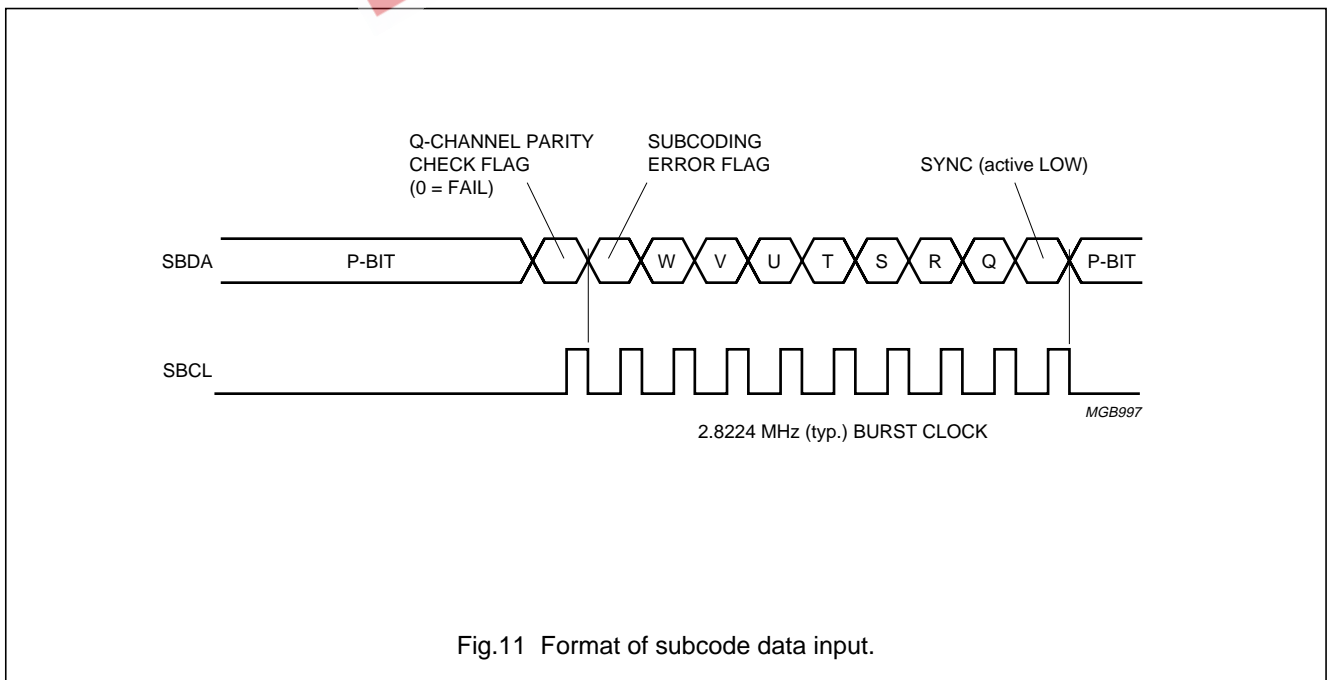 Q-CHANNEL PARITY
CHECK FLAG
(0 = FAIL)
SUBCODING
ERROR FLAG
SYNC (active LOW)
SBDA P-BIT W V U T S R Q P-BIT
SBCL
MGB997
2.8224 MHz (typ.) BURST CLOCK
Fig.11 Format of subcode data input.